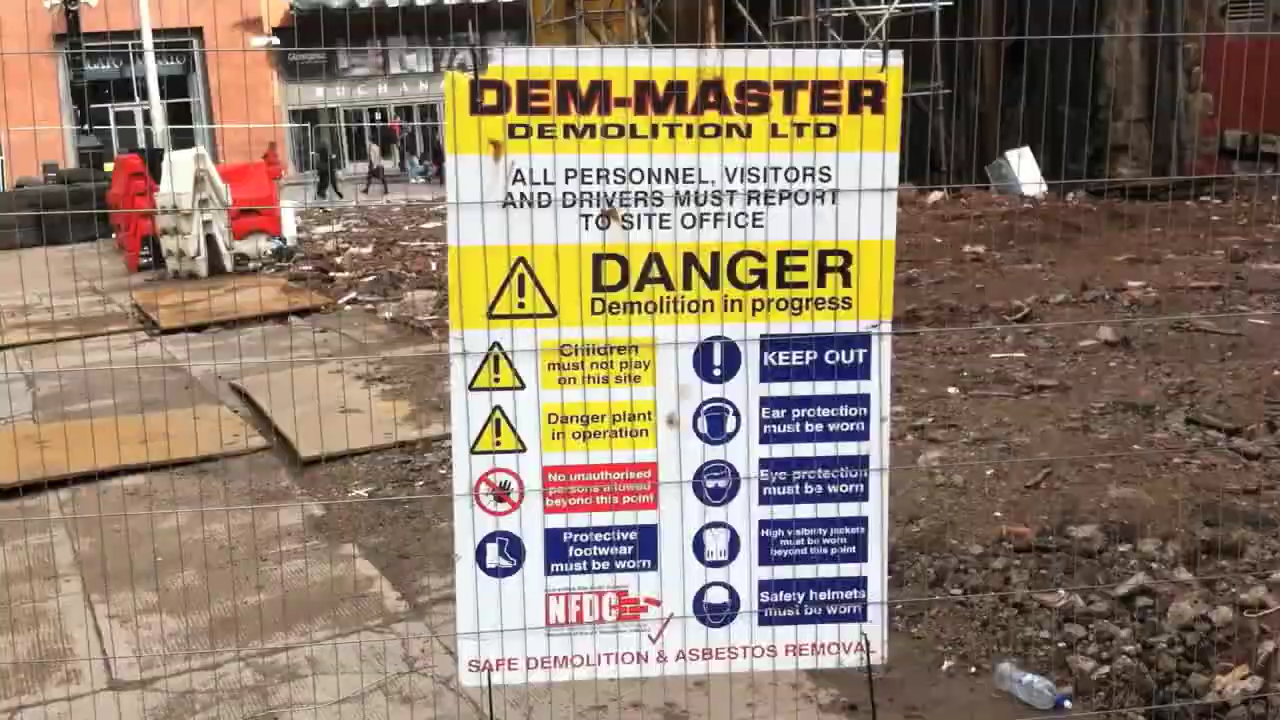 BUCHAN
DEM-MASTER
DEMOLITION LTD
ALL PERSONNEL, VISITORS
AND DRIVERS MUST REPORT
TO SITE OFFICE
DANGER
Demolition in progress
Children
must not play
on this site
KEEP OUT
Danger plant
in operation
Ear protection
must be worn
No unauthorised
persons allowed
beyond this point
Eye protection
must be worn
Protective
footwear
must be worn
High visibility jackets
must be worn
beyond this point
NFDC
Safety helmets
must be worn
SAFE DEMOLITION & ASBESTOS REMOVAL